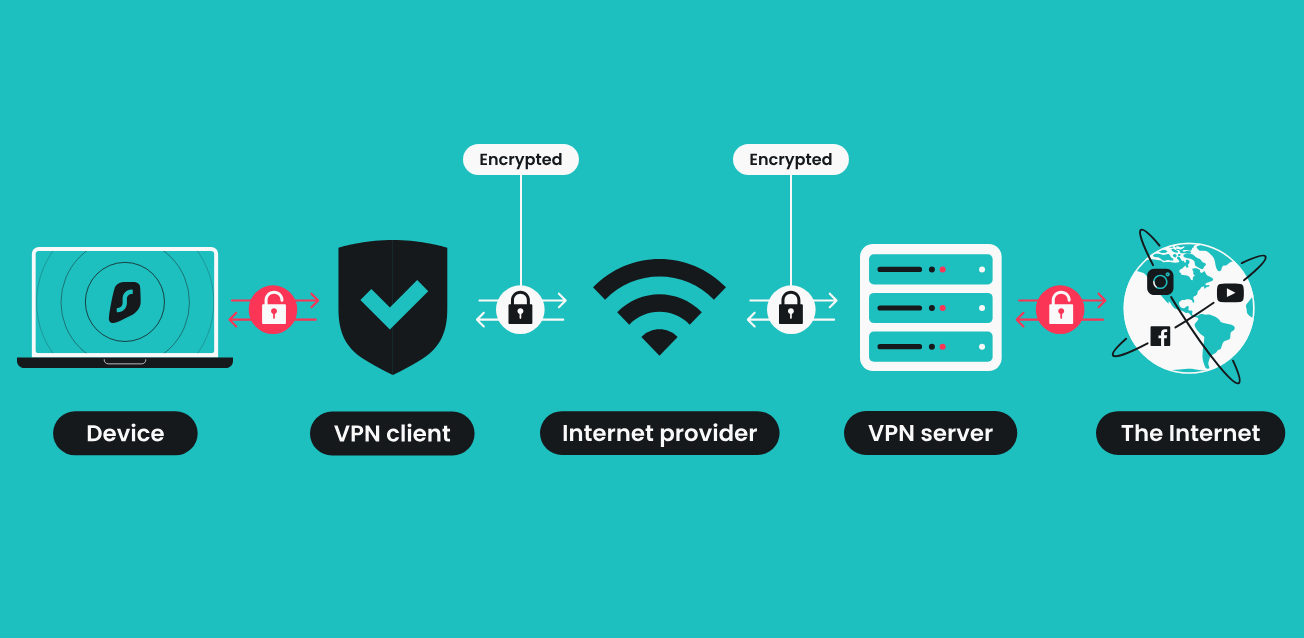 Encrypted
Encrypted
Device
VPN client
Internet provider
VPN server
The Internet